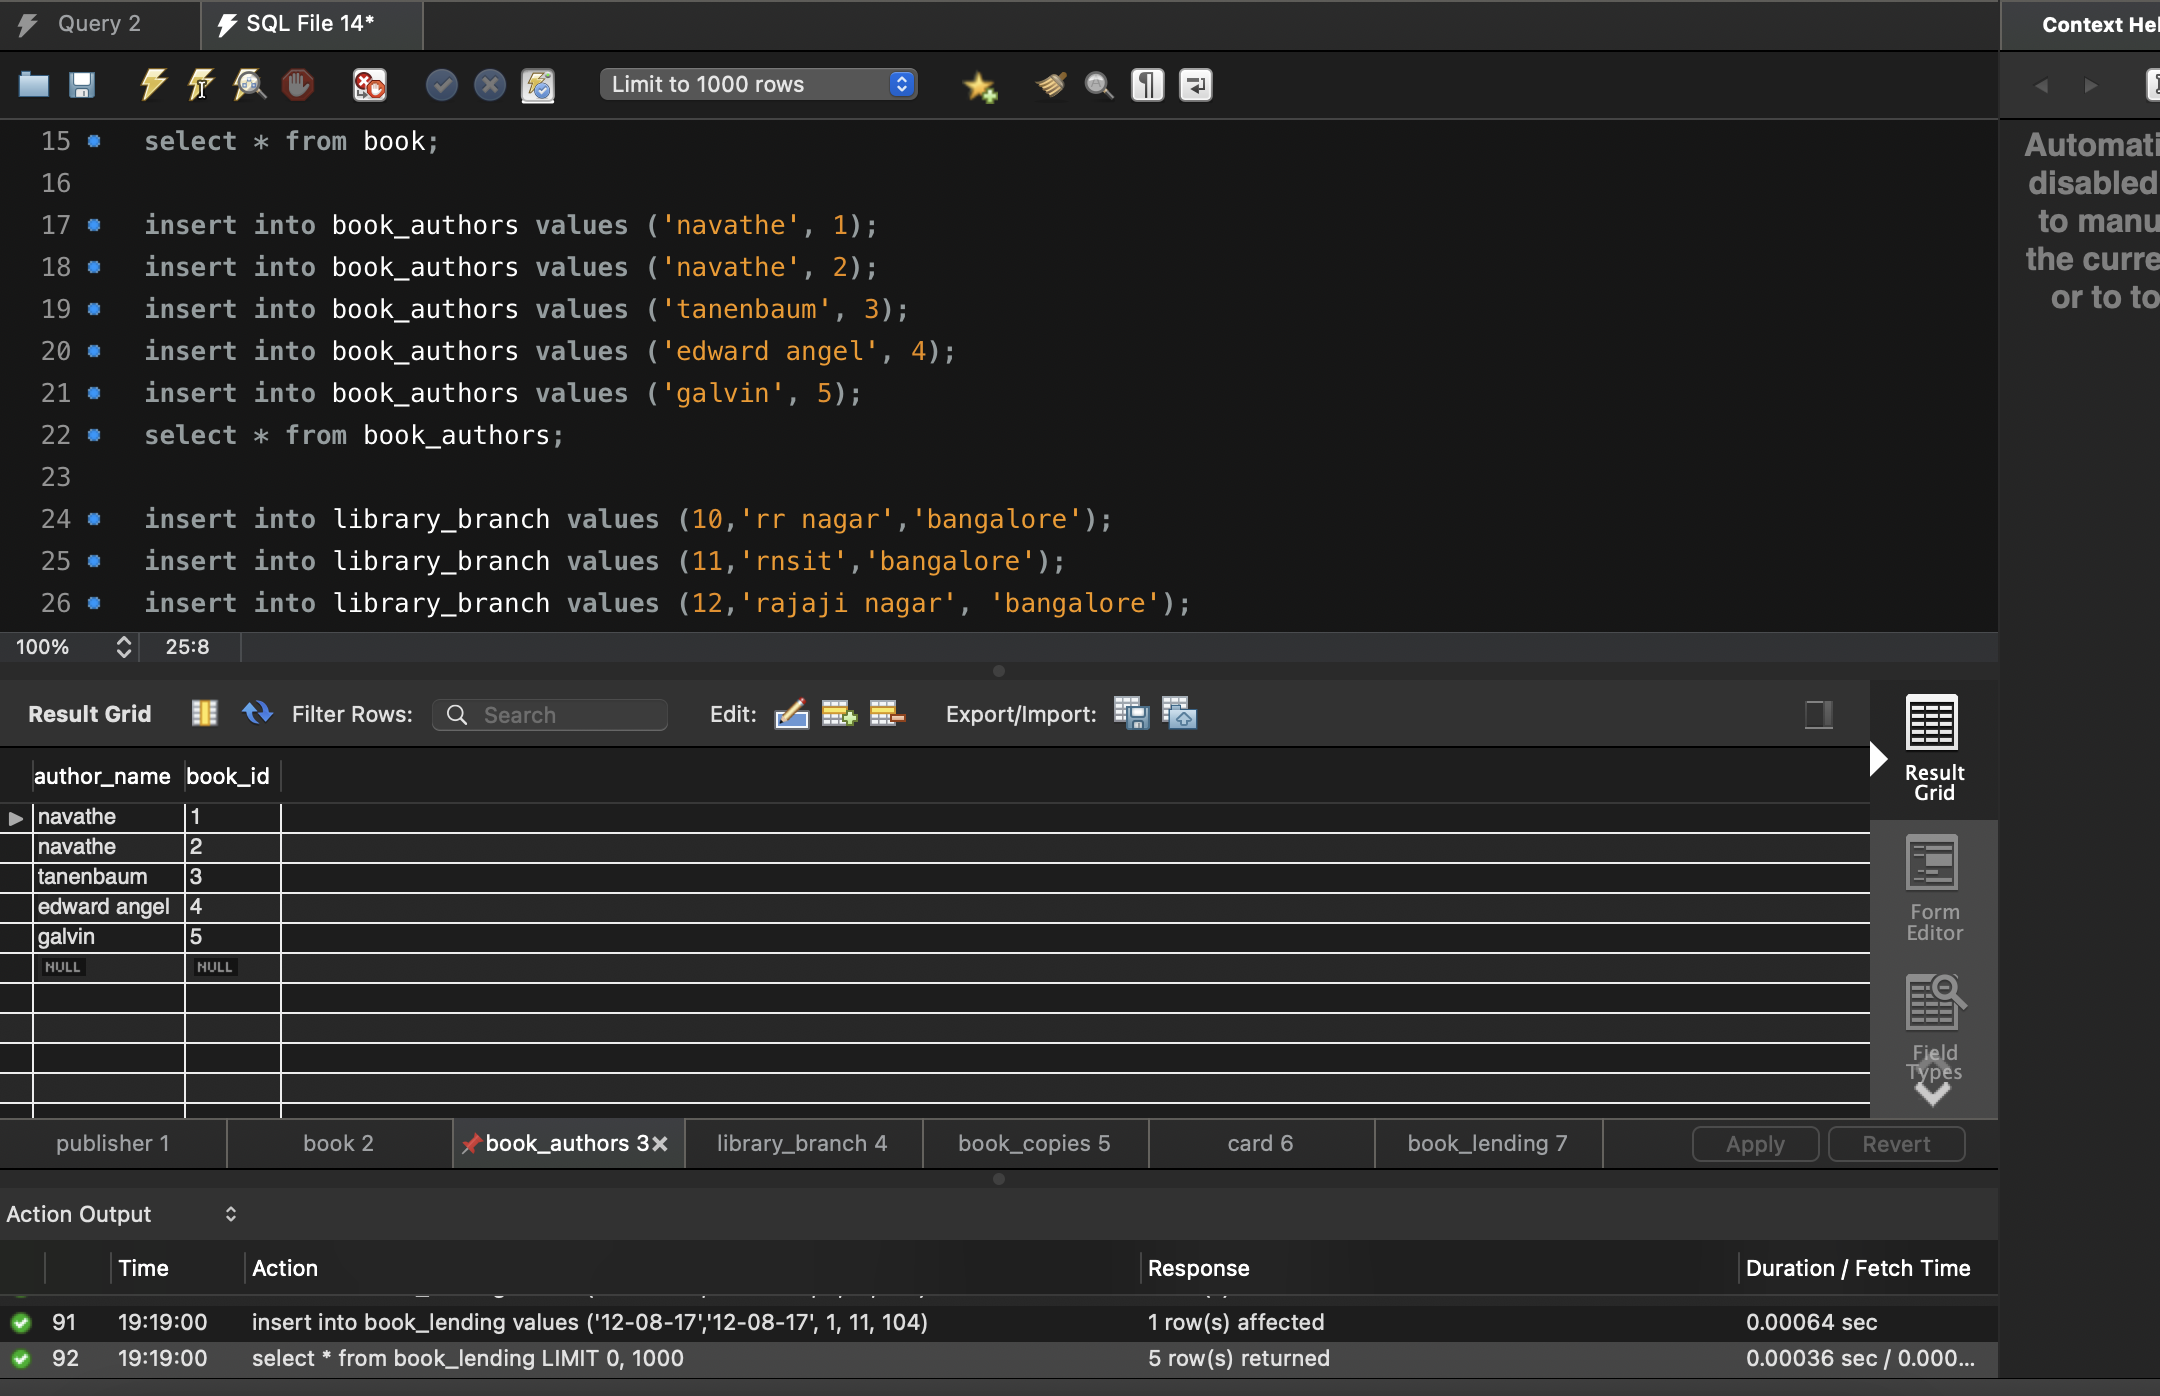 Query 2
SQL File 14*
Context Hel
Limit to 1000 rows
Automati
disabled
to manu
the curre
or to to
15 select * from book;
16
17 insert into book_authors values ('navathe', 1);
18 insert into book_authors values ('navathe', 2);
19 insert into book_authors values ('tanenbaum', 3);
20 insert into book_authors values ('edward angel', 4);
21 insert into book_authors values ('galvin', 5);
22 select * from book_authors;
23
24 insert into library_branch values (10,'rr nagar','bangalore');
25 insert into library_branch values (11,'rnsit','bangalore');
26 insert into library_branch values (12,'rajaji nagar', 'bangalore');
100% 25:8
Result Grid Filter Rows: Search Edit: Export/Import:
author_name book_id
navathe 1
navathe 2
tanenbaum 3
edward angel 4
galvin 5
NULL NULL
Result
Grid
Form
Editor
Field
Types
publisher 1 book 2 book_authors 3 library_branch 4 book_copies 5 card 6 book_lending 7 Apply Revert
Action Output
Time Action Response Duration / Fetch Time
91 19:19:00 insert into book_lending values ('12-08-17','12-08-17', 1, 11, 104) 1 row(s) affected 0.00064 sec
92 19:19:00 select * from book_lending LIMIT 0, 1000 5 row(s) returned 0.00036 sec / 0.000...